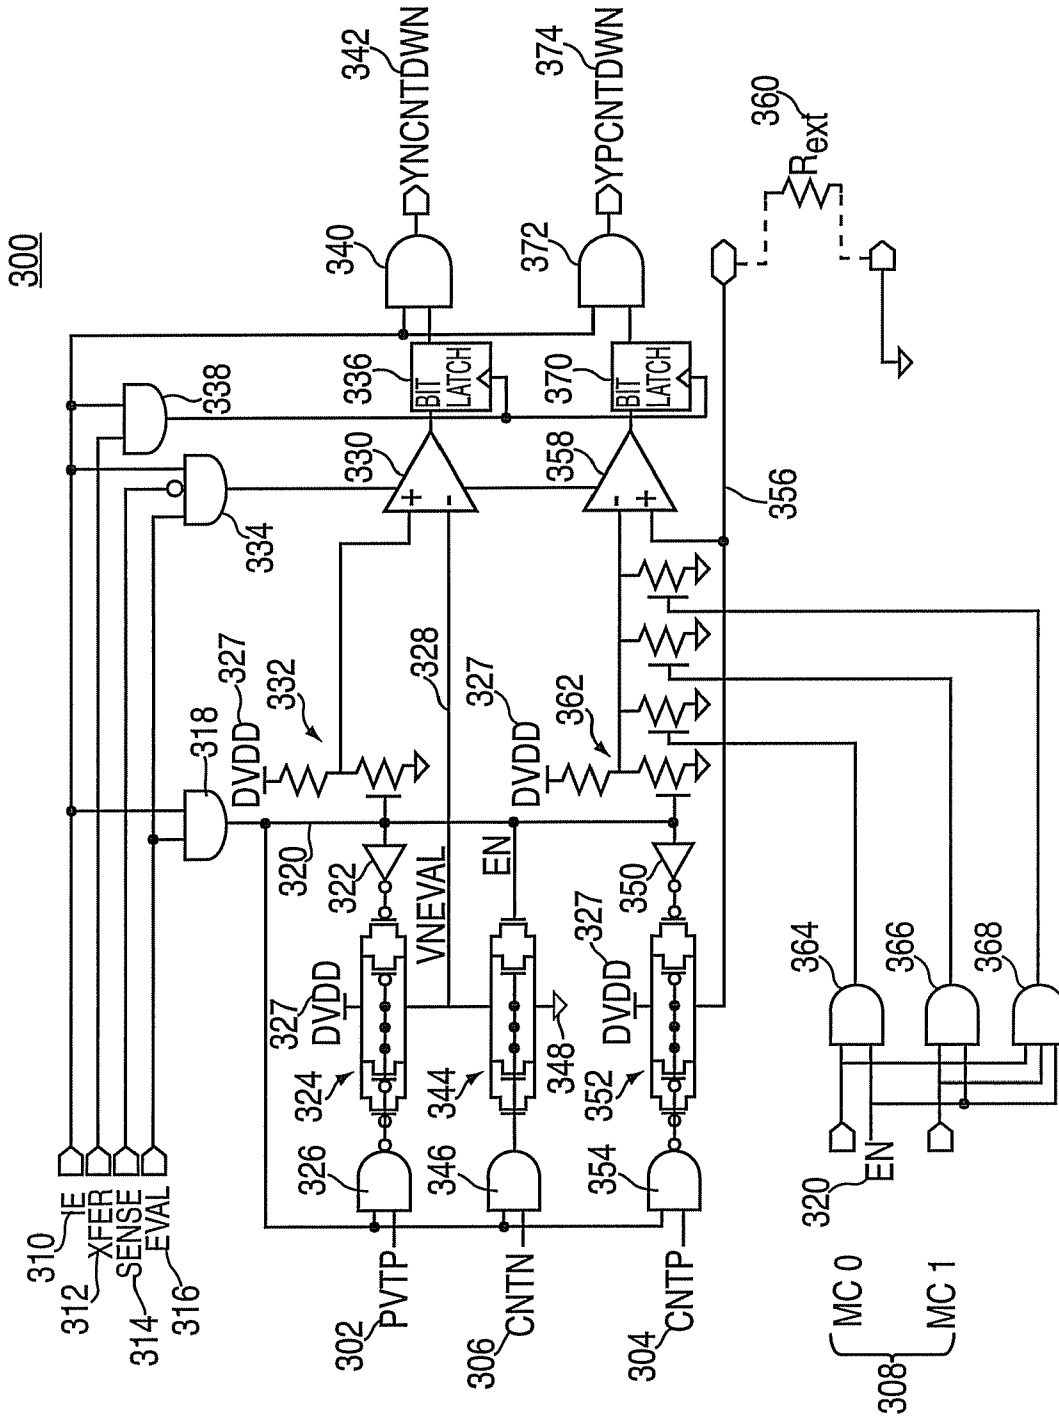 300
310
IE
312
XFER
314
SENSE
316
EVAL
318
338
334
342
YNCNTDWN
340
336
BIT
LATCH
330
+
-
374
YPCNTDWN
372
370
BIT
LATCH
358
-
+
360
Rext
356
327
DVDD
332
328
327
DVDD
362
320
322
VNEVAL
EN
350
327
DVDD
324
327
DVDD
344
348
352
326
346
354
302
PVTP
306
CNTN
304
CNTP
364
366
368
320
EN
MC 0
MC 1
308